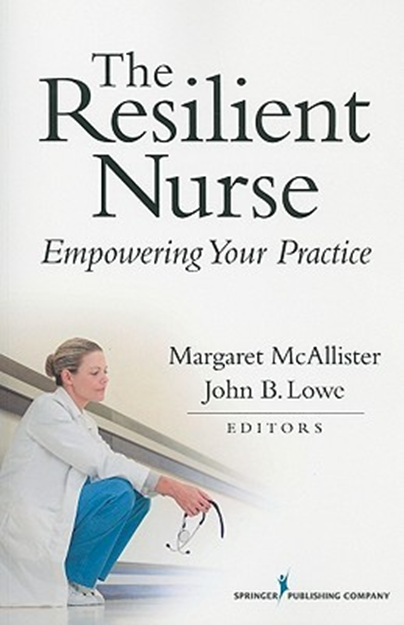 The
Resilient
Nurse
Empowering Your Practice
Margaret McAllister
John B. Lowe
EDITORS
SPRINGER PUBLISHING COMPANY